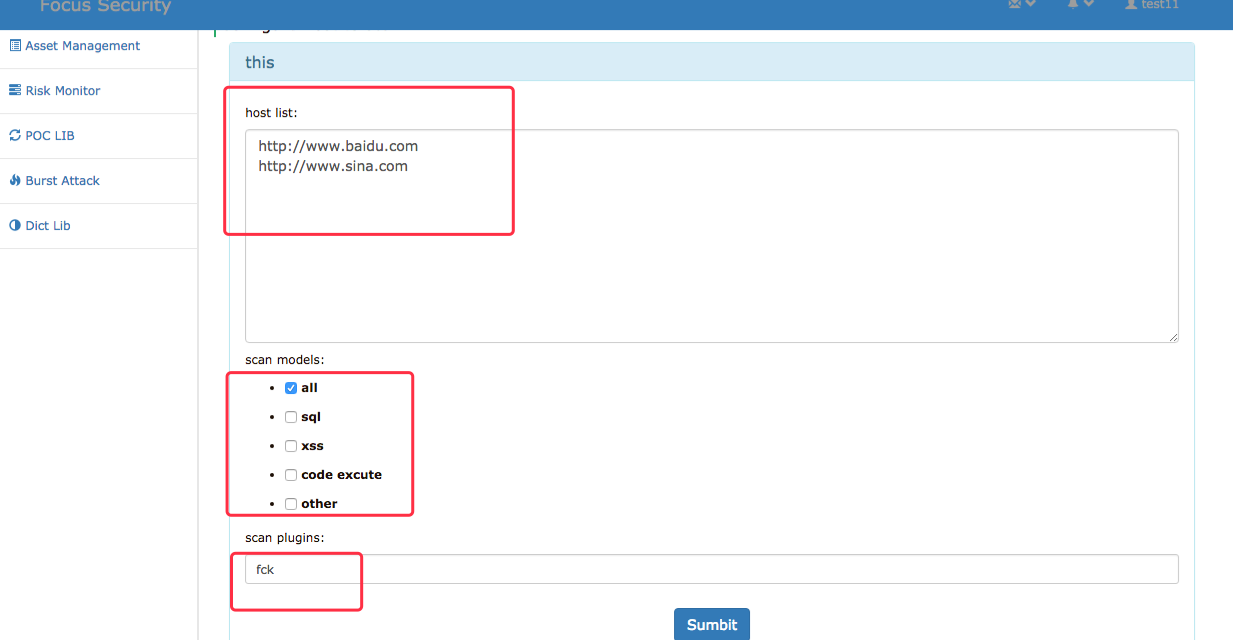 Focus Security
test11
Asset Management
Risk Monitor
POC LIB
Burst Attack
Dict Lib
this
host list:
http://www.baidu.com
http://www.sina.com
scan models:
all
sql
xss
code excute
other
scan plugins:
fck
Sumbit